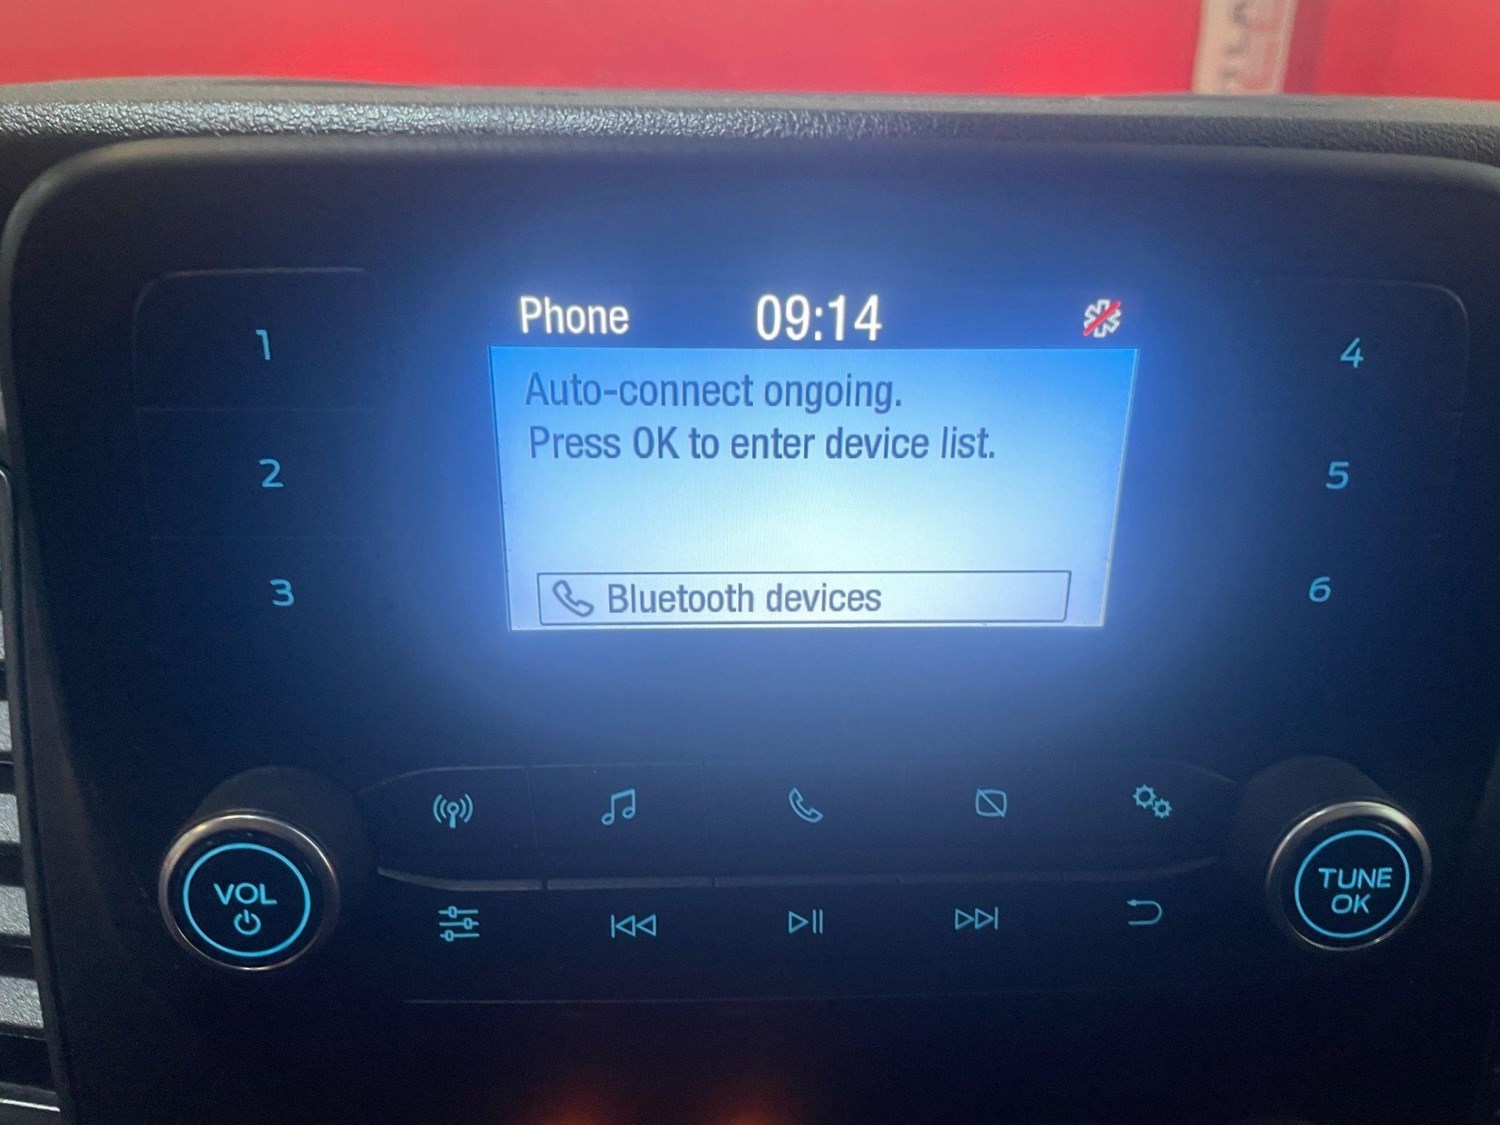 Phone 09:14
Auto-connect ongoing.
Press OK to enter device list.
Bluetooth devices
1
2
3
4
5
6
VOL
TUNE
OK